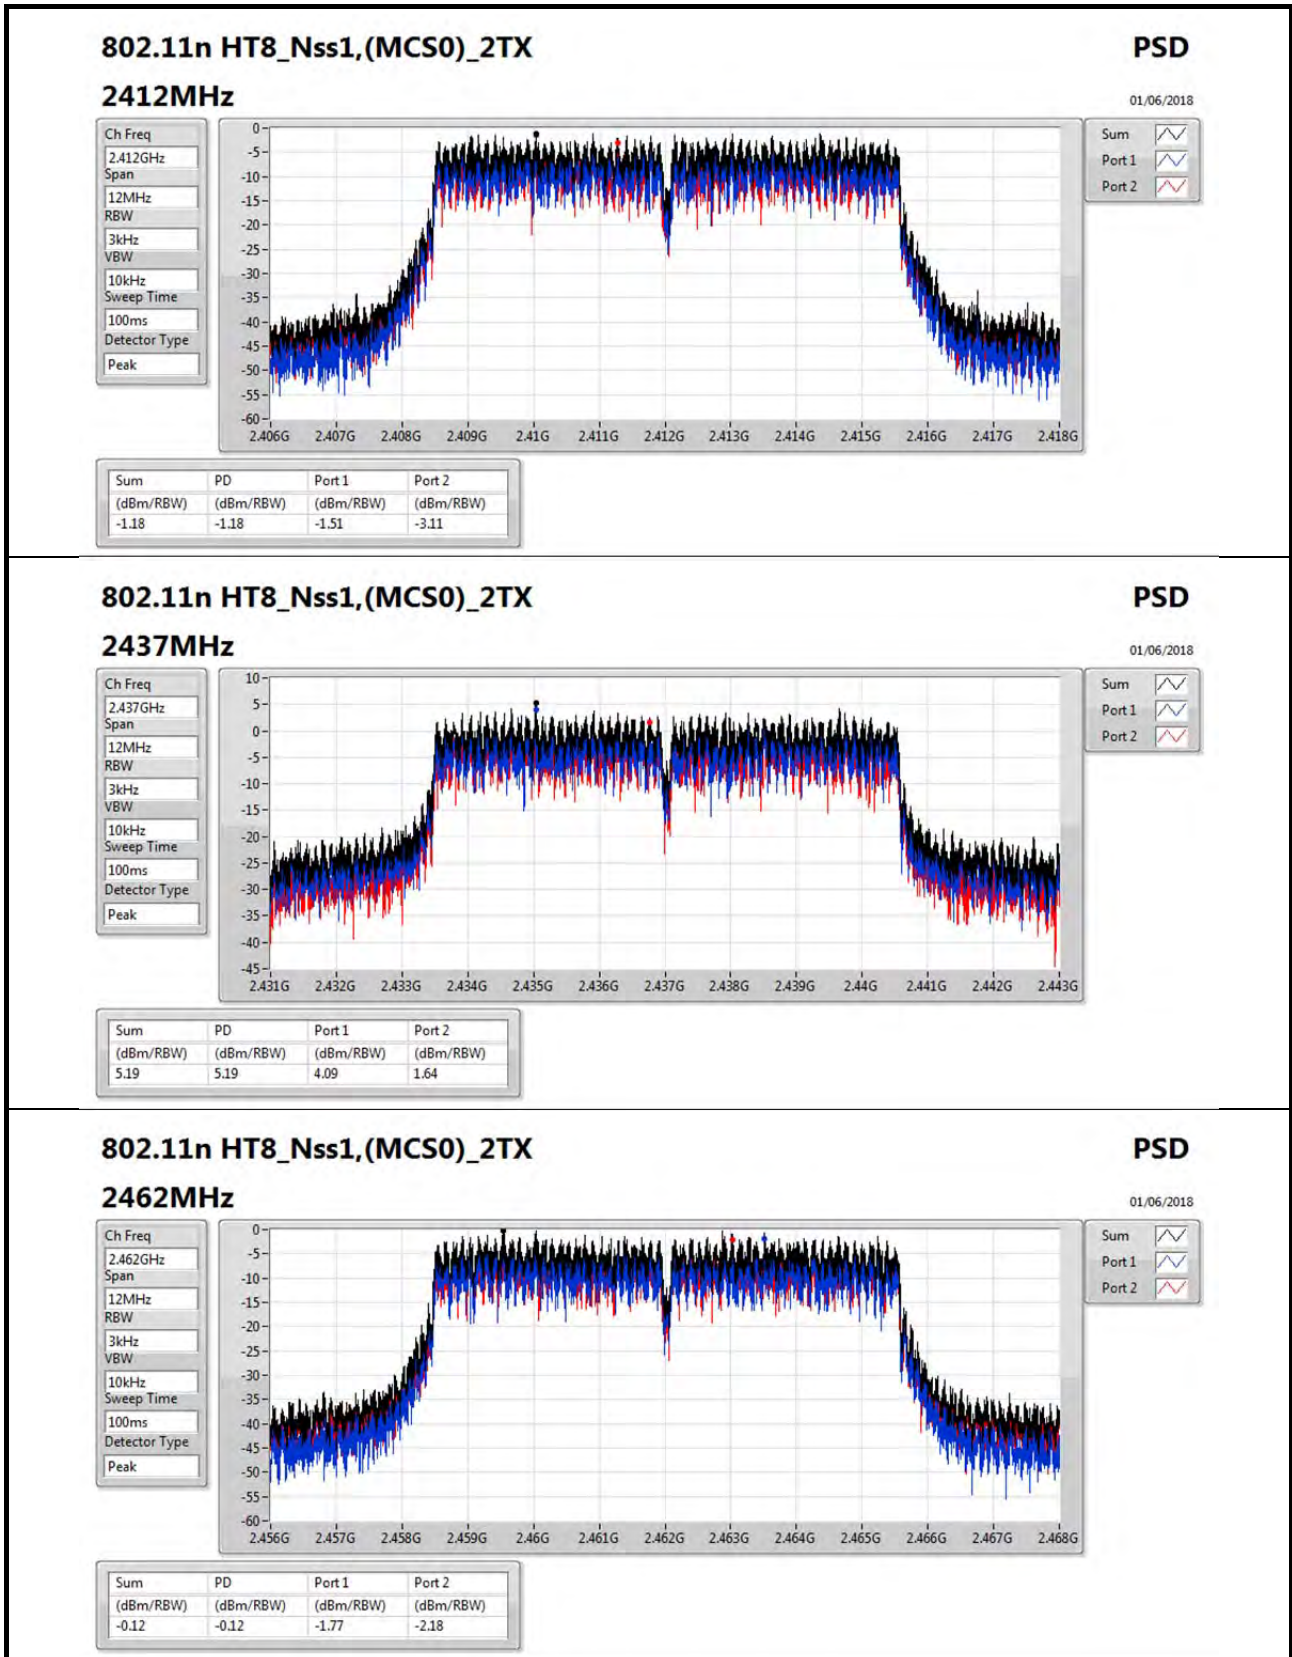 802.11n HT8_Nss1,(MCS0)_2TX PSD
2412MHz 01/06/2018
Ch Freq
2.412GHz
Span
12MHz
RBW
3kHz
VBW
10kHz
Sweep Time
100ms
Detector Type
Peak
0
-5
-10
-15
-20
-25
-30
-35
-40
-45
-50
-55
-60
2.406G 2.407G 2.408G 2.409G 2.41G 2.411G 2.412G 2.413G 2.414G 2.415G 2.416G 2.417G 2.418G
Sum
Port 1
Port 2
Sum PD Port 1 Port 2
(dBm/RBW) (dBm/RBW) (dBm/RBW) (dBm/RBW)
-1.18 -1.18 -1.51 -3.11
802.11n HT8_Nss1,(MCS0)_2TX PSD
2437MHz 01/06/2018
Ch Freq
2.437GHz
Span
12MHz
RBW
3kHz
VBW
10kHz
Sweep Time
100ms
Detector Type
Peak
10
5
0
-5
-10
-15
-20
-25
-30
-35
-40
-45
2.431G 2.432G 2.433G 2.434G 2.435G 2.436G 2.437G 2.438G 2.439G 2.44G 2.441G 2.442G 2.443G
Sum
Port 1
Port 2
Sum PD Port 1 Port 2
(dBm/RBW) (dBm/RBW) (dBm/RBW) (dBm/RBW)
5.19 5.19 4.09 1.64
802.11n HT8_Nss1,(MCS0)_2TX PSD
2462MHz 01/06/2018
Ch Freq
2.462GHz
Span
12MHz
RBW
3kHz
VBW
10kHz
Sweep Time
100ms
Detector Type
Peak
0
-5
-10
-15
-20
-25
-30
-35
-40
-45
-50
-55
-60
2.456G 2.457G 2.458G 2.459G 2.46G 2.461G 2.462G 2.463G 2.464G 2.465G 2.466G 2.467G 2.468G
Sum
Port 1
Port 2
Sum PD Port 1 Port 2
(dBm/RBW) (dBm/RBW) (dBm/RBW) (dBm/RBW)
-0.12 -0.12 -1.77 -2.18